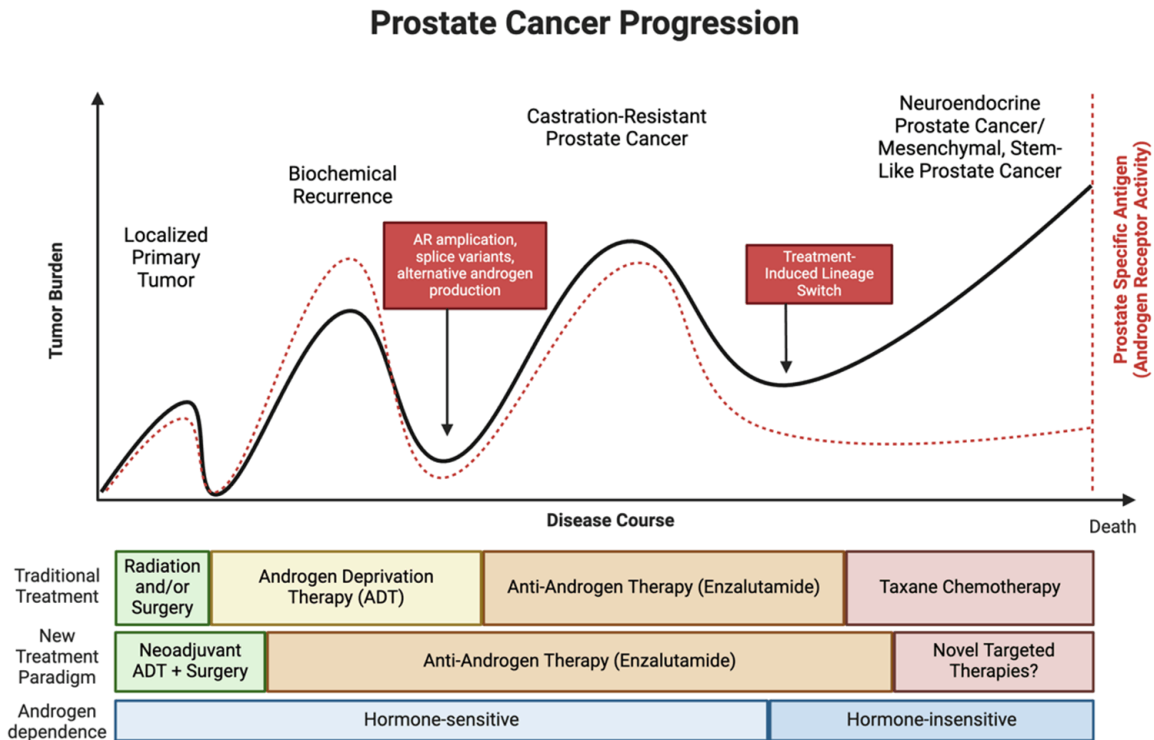 Prostate Cancer Progression
Neuroendocrine
Prostate Cancer/
Mesenchymal, Stem-
Like Prostate Cancer
Castration-Resistant
Prostate Cancer
Biochemical
Recurrence
Localized
Primary
Tumor
AR amplication,
splice variants,
alternative androgen
production
Treatment-
Induced Lineage
Switch
Tumor Burden
Prostate Specific Antigen
(Androgen Receptor Activity)
Disease Course
Death
Traditional
Treatment
Radiation
and/or
Surgery
Androgen Deprivation
Therapy (ADT)
Anti-Androgen Therapy (Enzalutamide)
Taxane Chemotherapy
New
Treatment
Paradigm
Neoadjuvant
ADT + Surgery
Anti-Androgen Therapy (Enzalutamide)
Novel Targeted
Therapies?
Androgen
dependence
Hormone-sensitive
Hormone-insensitive